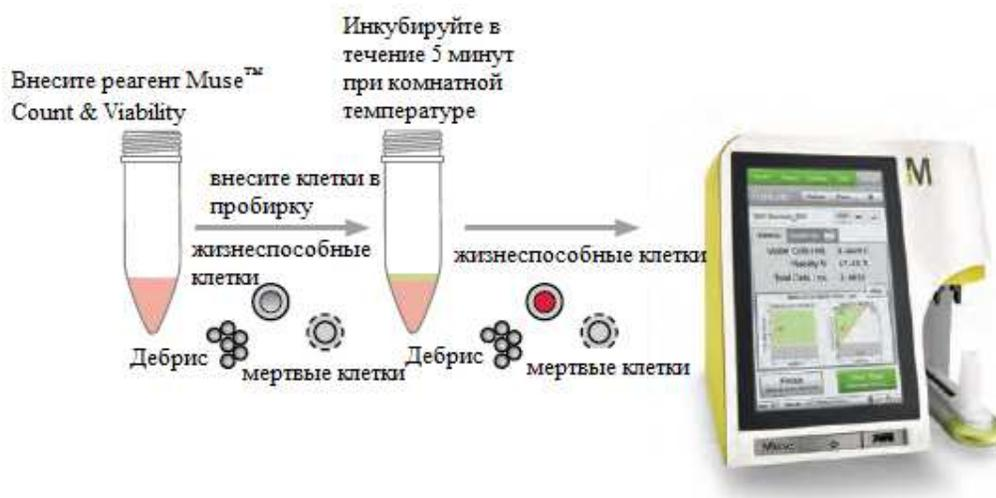 Внесите реагент Muse™
Count & Viability
Инкубируйте в
течение 5 минут
при комнатной
температуре
внесите клетки в
пробирку
жизнеспособные
клетки
Дебрис
мертвые клетки
жизнеспособные клетки
Дебрис
мертвые клетки
M
Muse